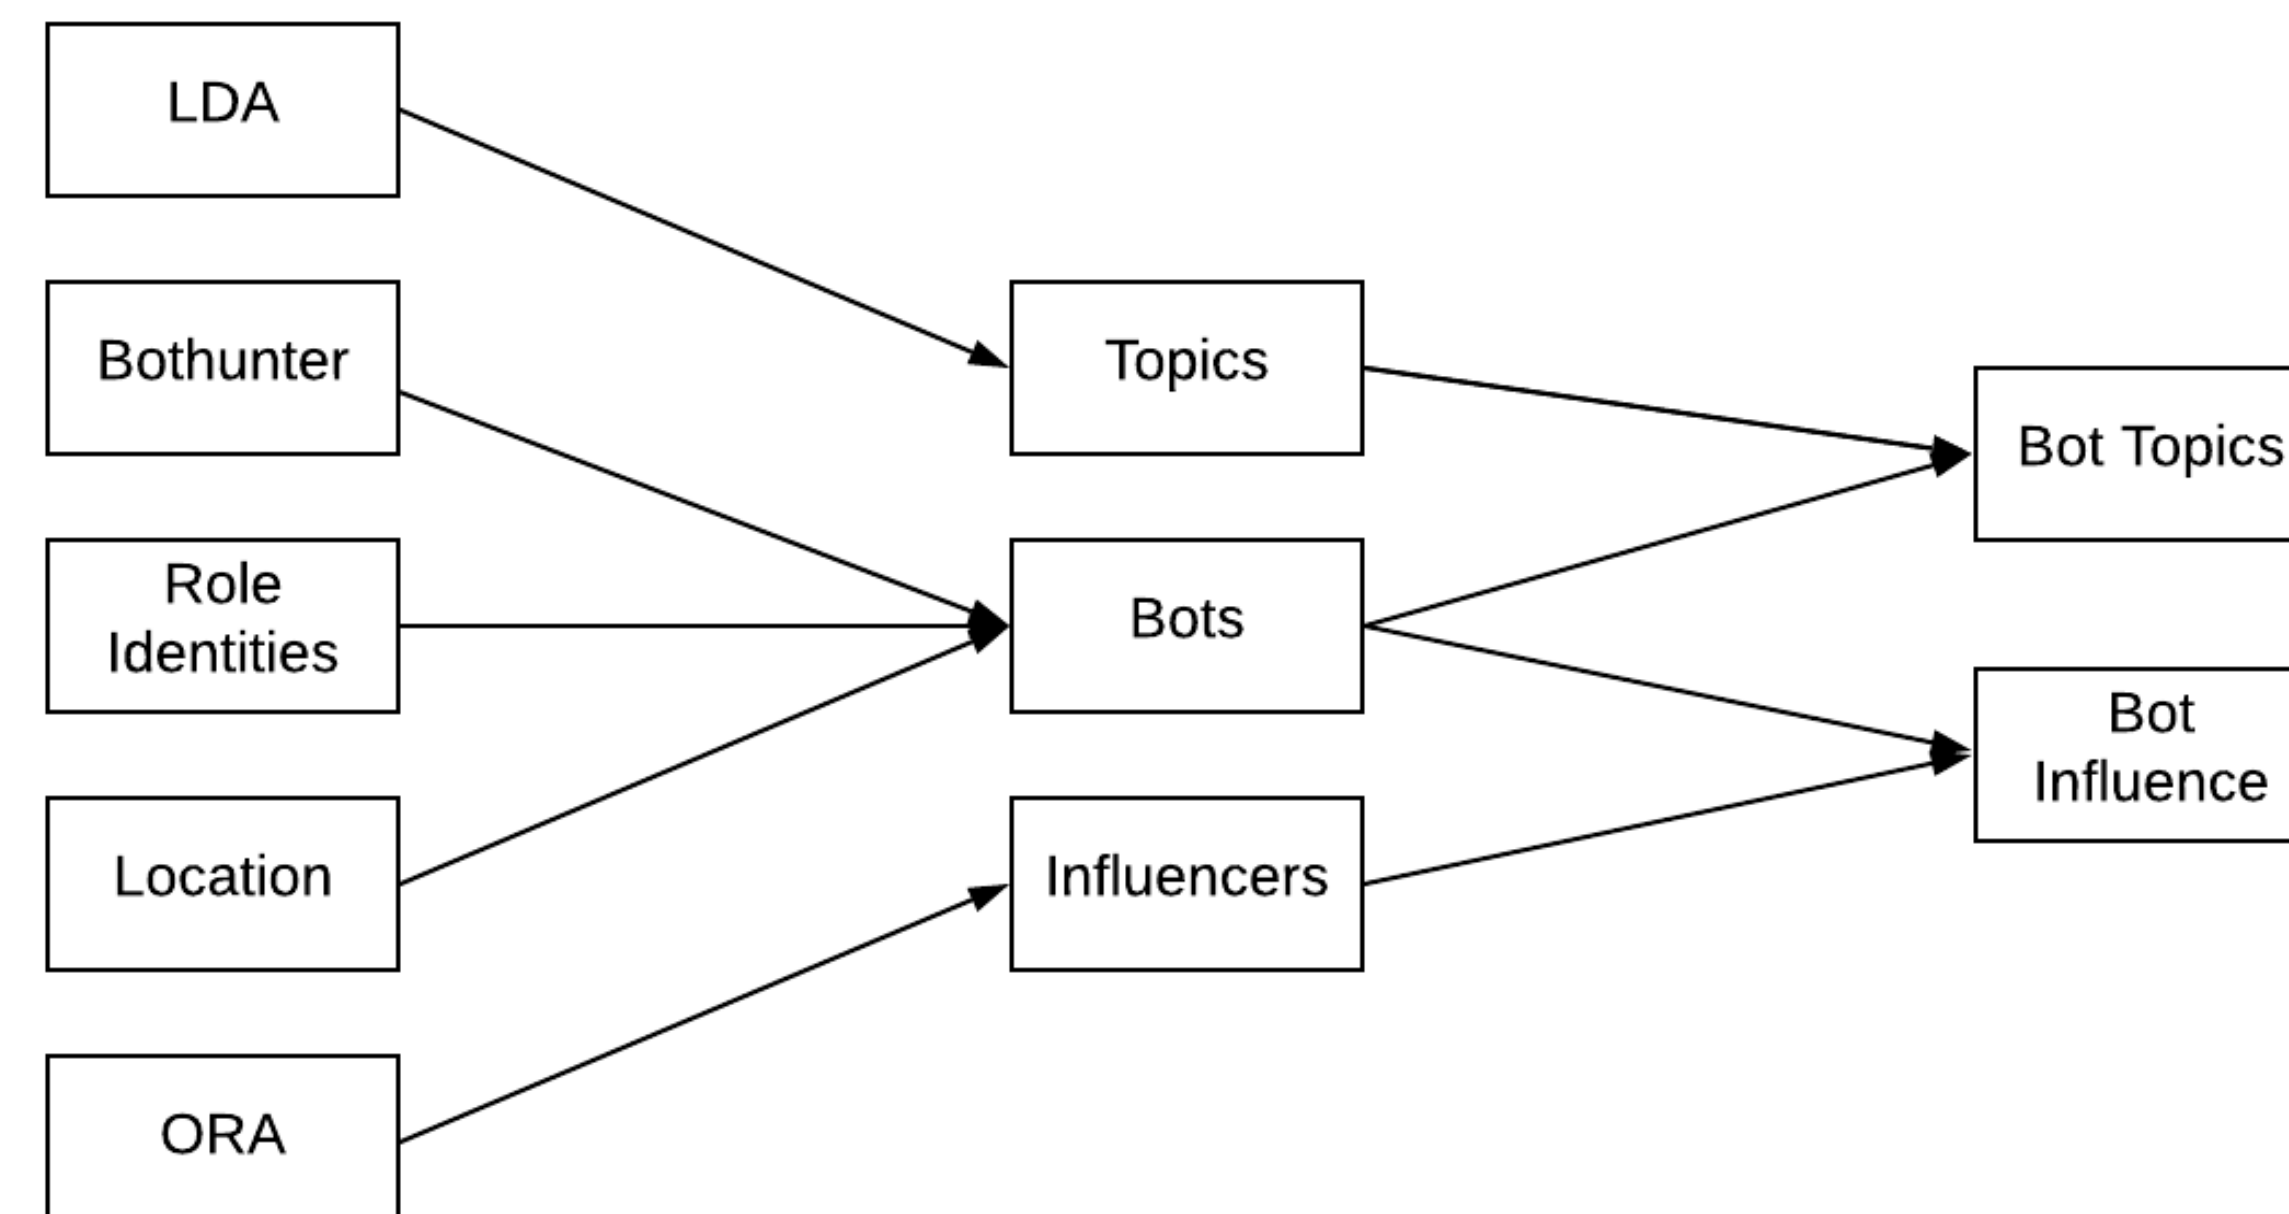 LDA
Bothunter
Role
Identities
Location
ORA
Topics
Bots
Influencers
Bot Topics
Bot
Influence